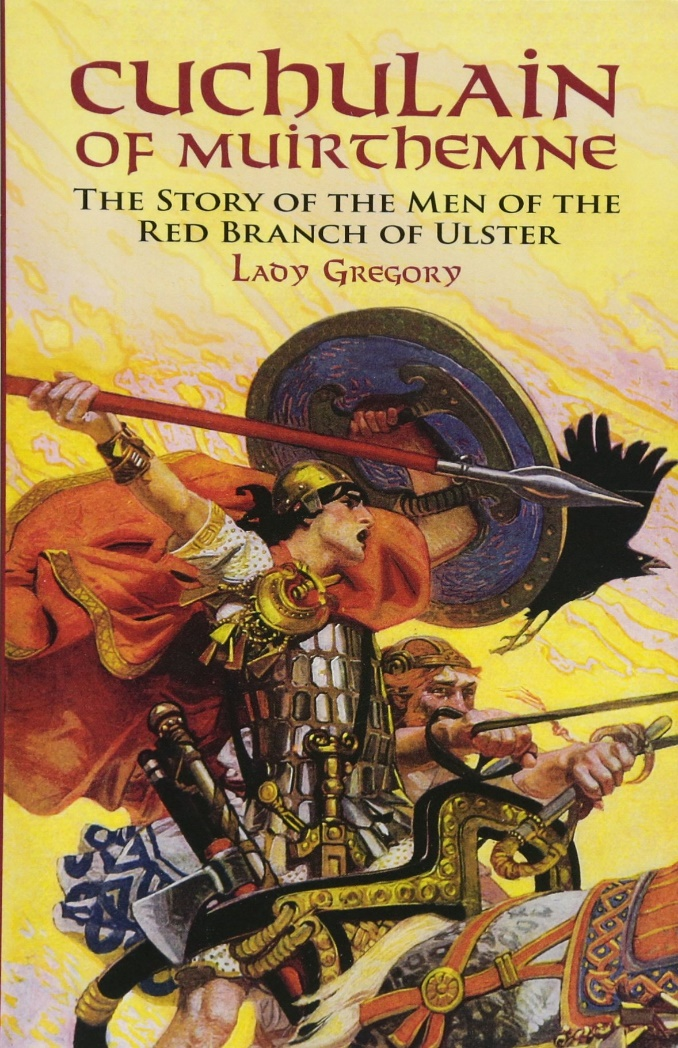 Cuchulain
of Muirthemne
The Story of the Men of the
Red Branch of Ulster
Lady Gregory